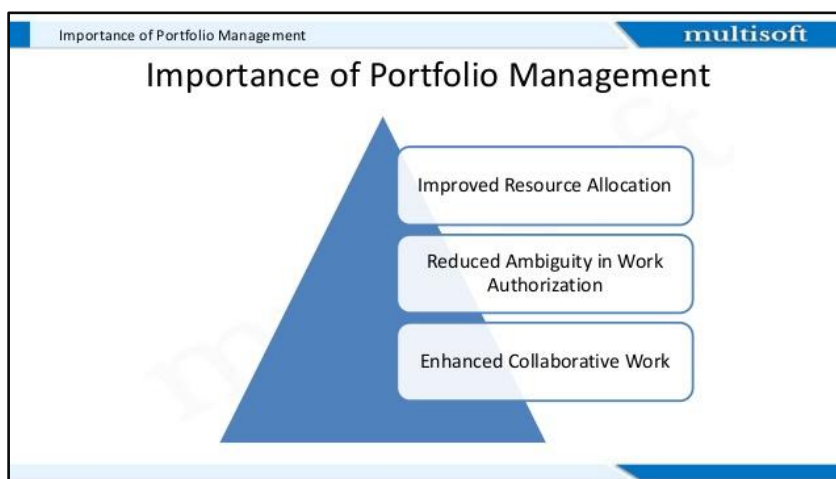 Importance of Portfolio Management
multisoft
Importance of Portfolio Management
Improved Resource Allocation
Reduced Ambiguity in Work
Authorization
Enhanced Collaborative Work